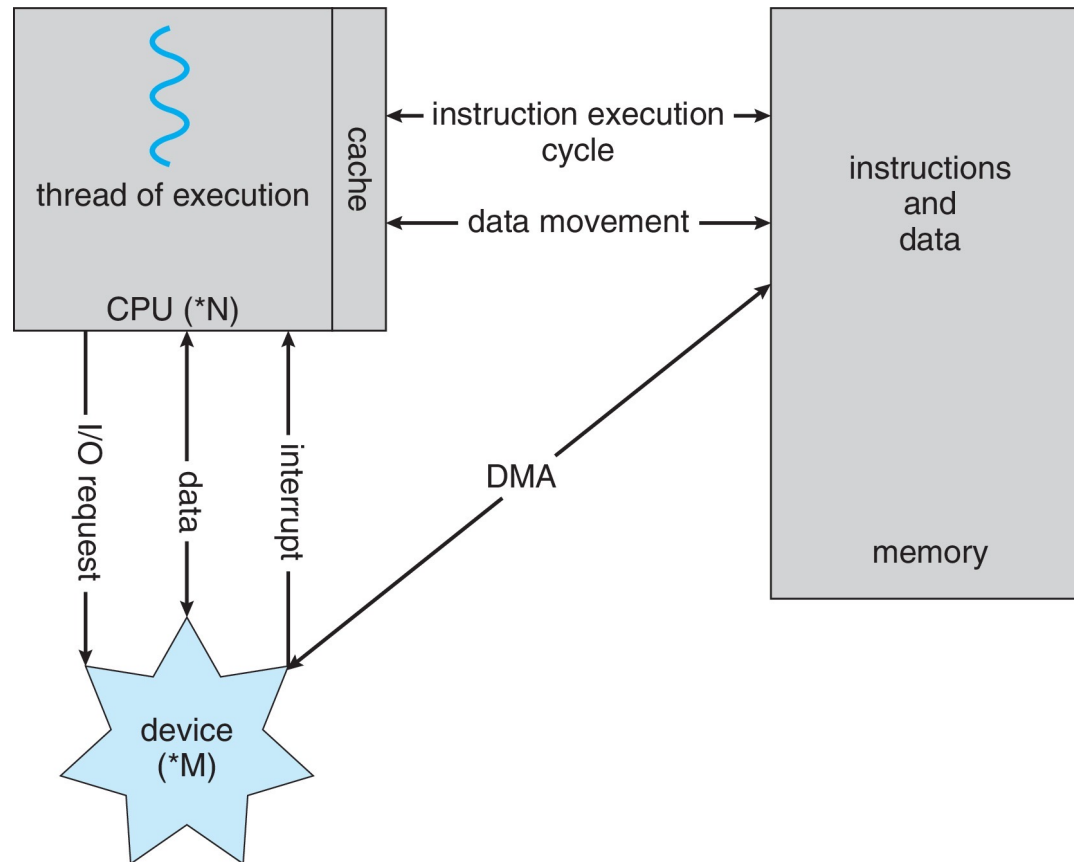 thread of execution
CPU (*N)
cache
instruction execution
cycle
data movement
instructions
and
data
memory
I/O request
data
interrupt
DMA
device
(*M)